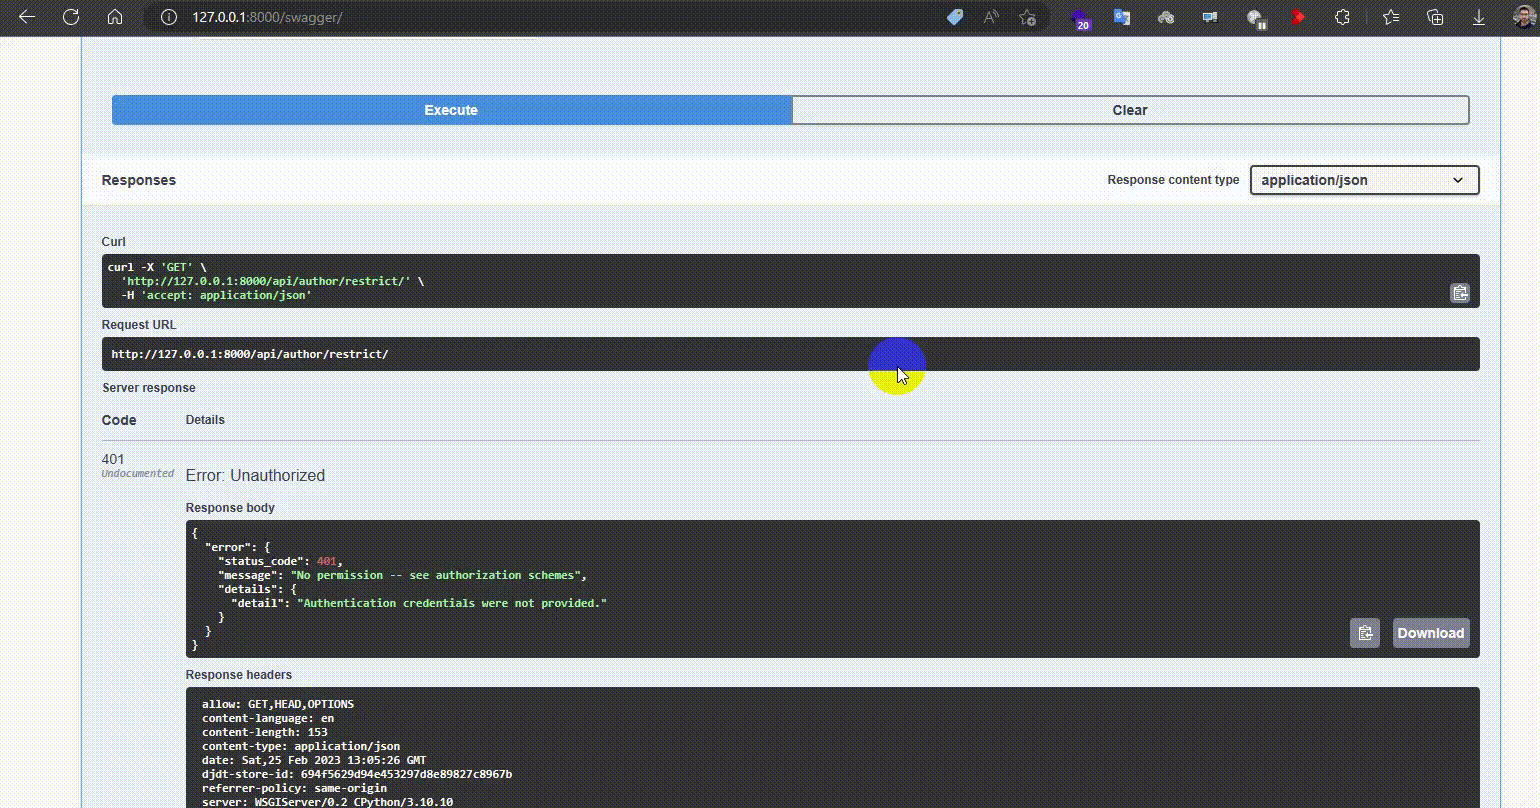 127.0.0.1:8000/swagger/
20
Execute
Clear
Responses
Response content type
application/json
Curl
curl -X 'GET' \
'http://127.0.0.1:8000/api/author/restrict/' \
-H 'accept: application/json'
Request URL
http://127.0.0.1:8000/api/author/restrict/
Server response
Code
Details
401
Undocumented
Error: Unauthorized
Response body
{
"error": {
"status_code": 401,
"message": "No permission -- see authorization schemes",
"details": {
"detail": "Authentication credentials were not provided."
}
}
}
Download
Response headers
allow: GET,HEAD,OPTIONS
content-language: en
content-length: 153
content-type: application/json
date: Sat,25 Feb 2023 13:05:26 GMT
djdt-store-id: 694f5629d94e453297d8e89827c8967b
referrer-policy: same-origin
server: WSGIServer/0.2 CPython/3.10.10